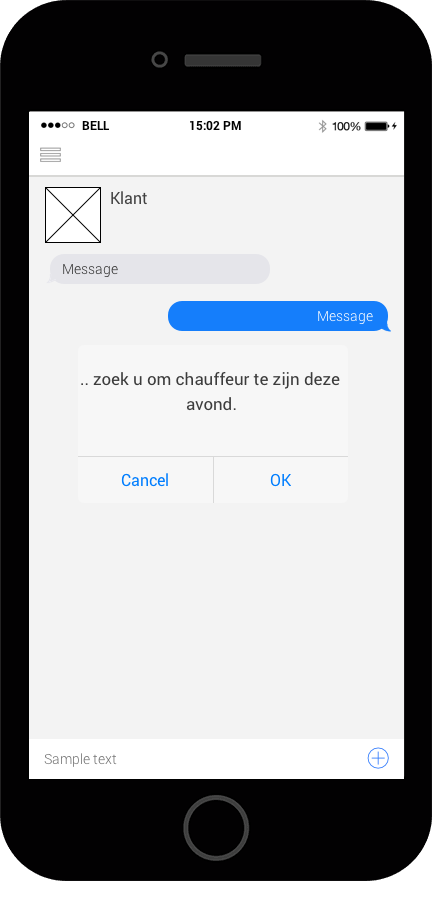 BELL 15:02 PM 100%
Klant
Message
Message
.. zoek u om chauffeur te zijn deze
avond.
Cancel OK
Sample text